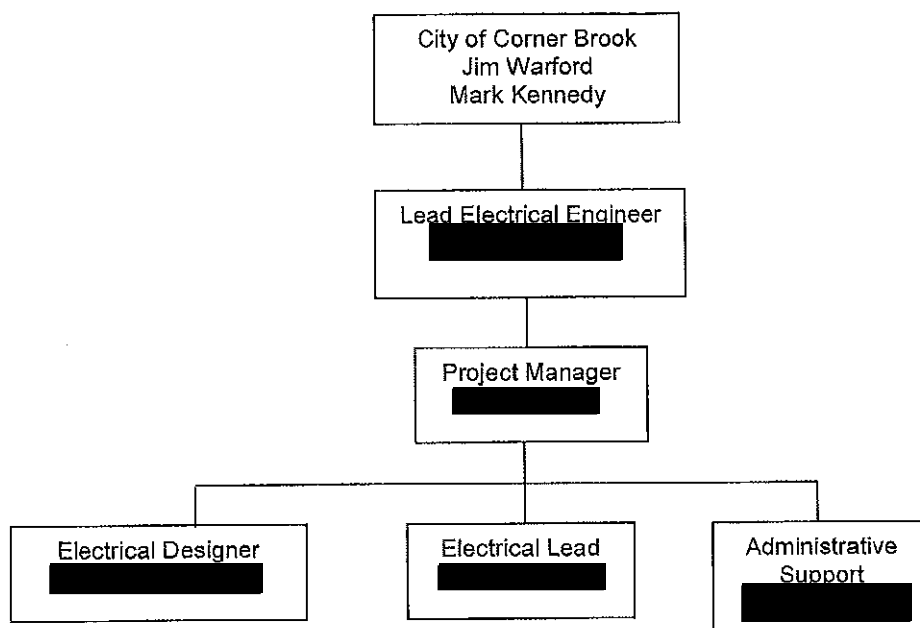 City of Corner Brook
Jim Warford
Mark Kennedy
Lead Electrical Engineer
Project Manager
Electrical Designer
Electrical Lead
Administrative
Support